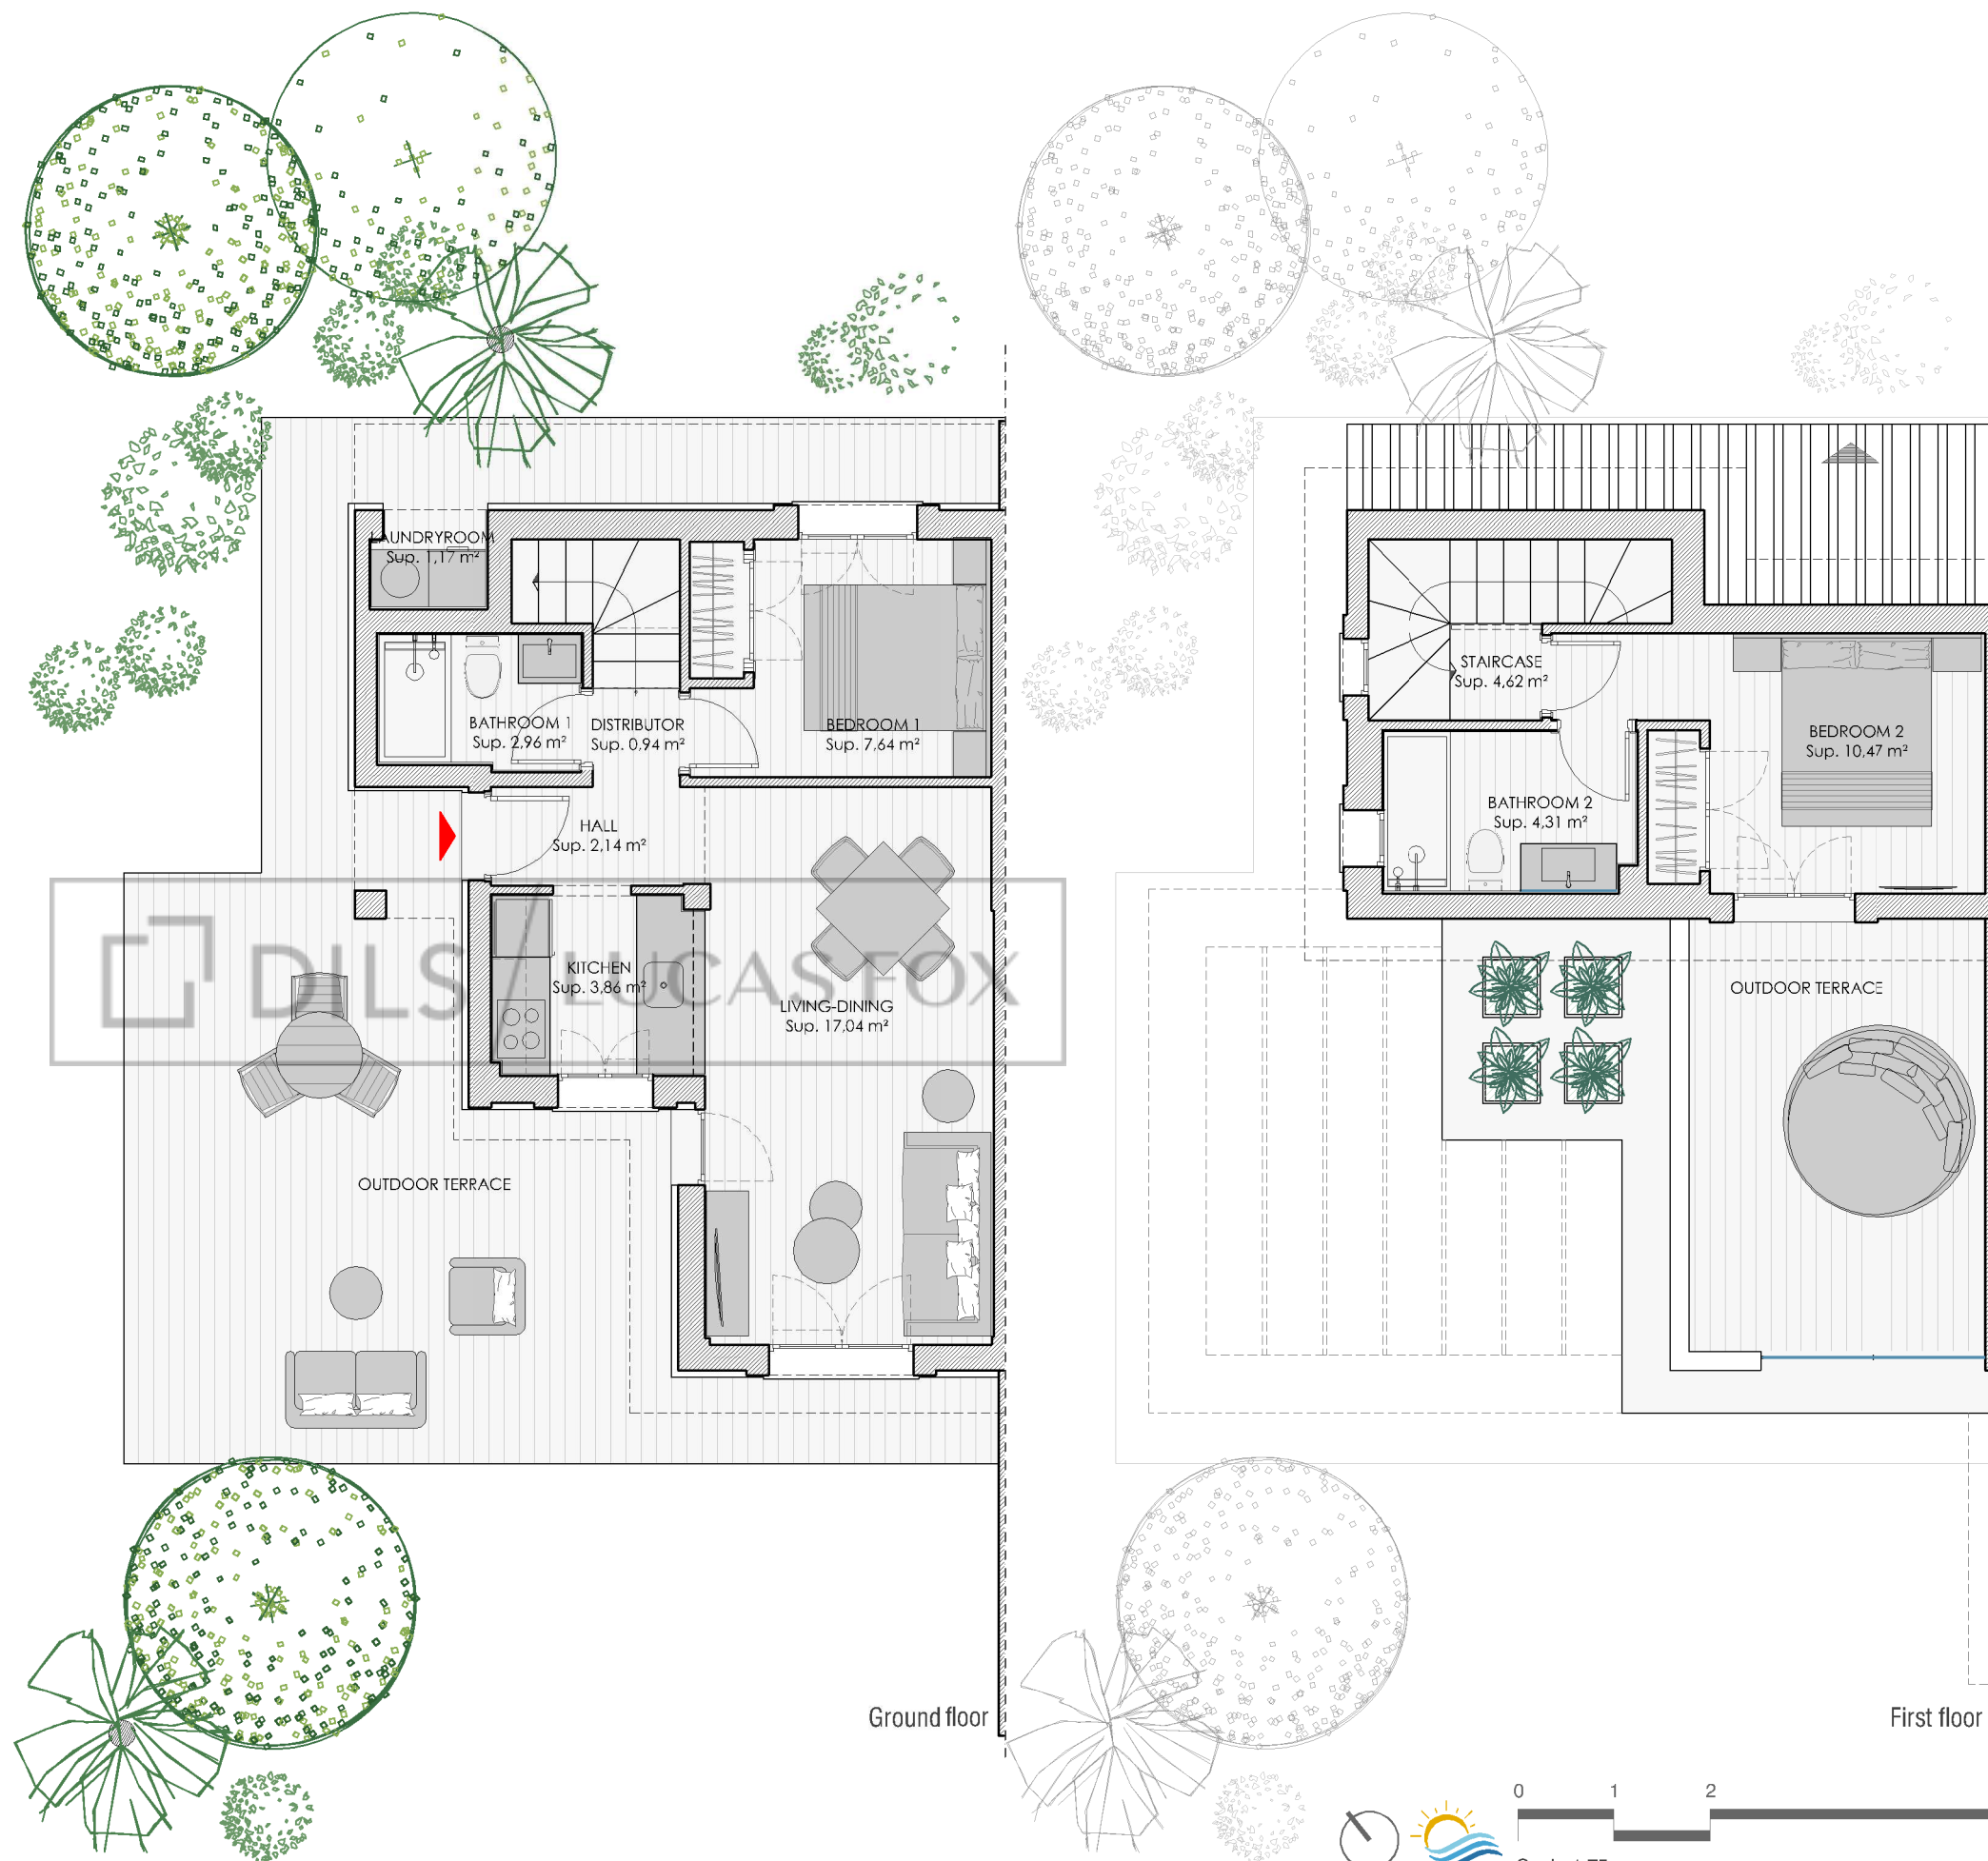 LAUNDRYROOM
Sup. 1,17 m²
BATHROOM 1
Sup. 2,96 m²
DISTRIBUTOR
Sup. 0,94 m²
BEDROOM 1
Sup. 7,64 m²
HALL
Sup. 2,14 m²
KITCHEN
Sup. 3,86 m²
LIVING-DINING
Sup. 17,04 m²
DILS / LUCAS FOX
OUTDOOR TERRACE
Ground floor
STAIRCASE
Sup. 4,62 m²
BEDROOM 2
Sup. 10,47 m²
BATHROOM 2
Sup. 4,31 m²
OUTDOOR TERRACE
First floor
0 1 2